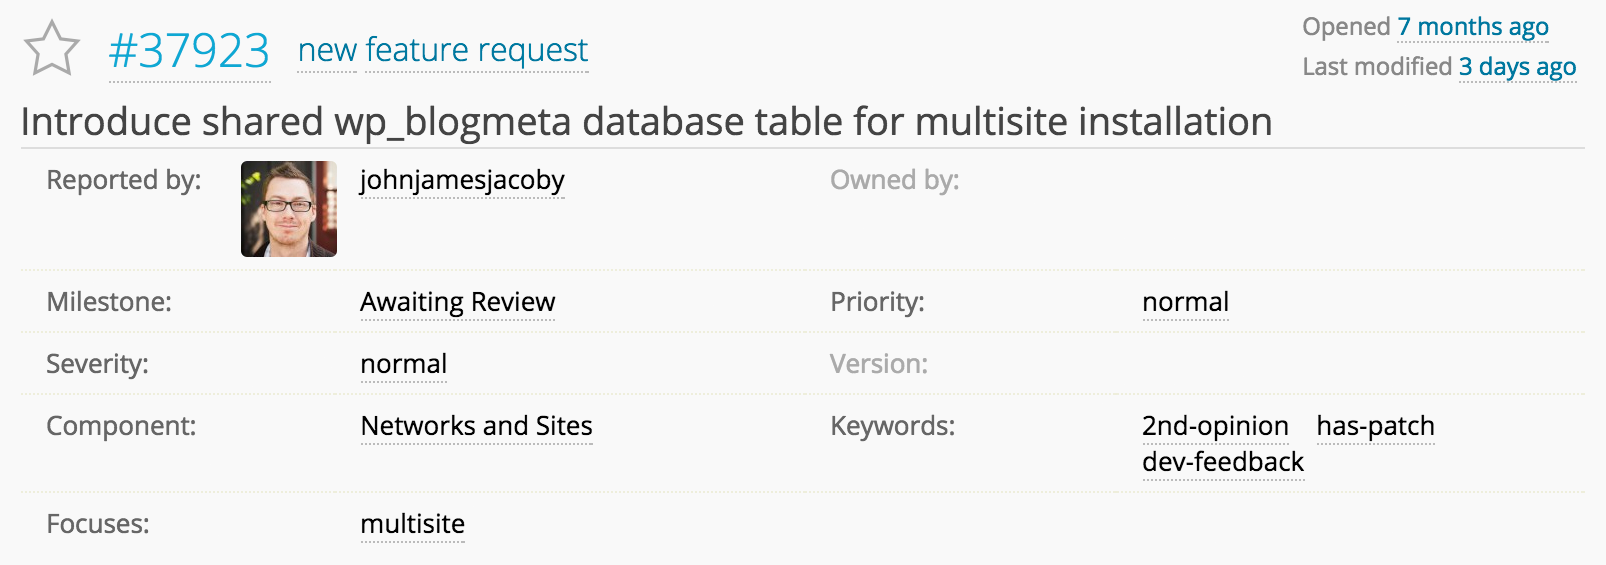 #37923 new feature request
Opened 7 months ago
Last modified 3 days ago
Introduce shared wp_blogmeta database table for multisite installation
Reported by: johnjamesjacoby Owned by:
Milestone: Awaiting Review Priority: normal
Severity: normal Version:
Component: Networks and Sites Keywords: 2nd-opinion has-patch
dev-feedback
Focuses: multisite